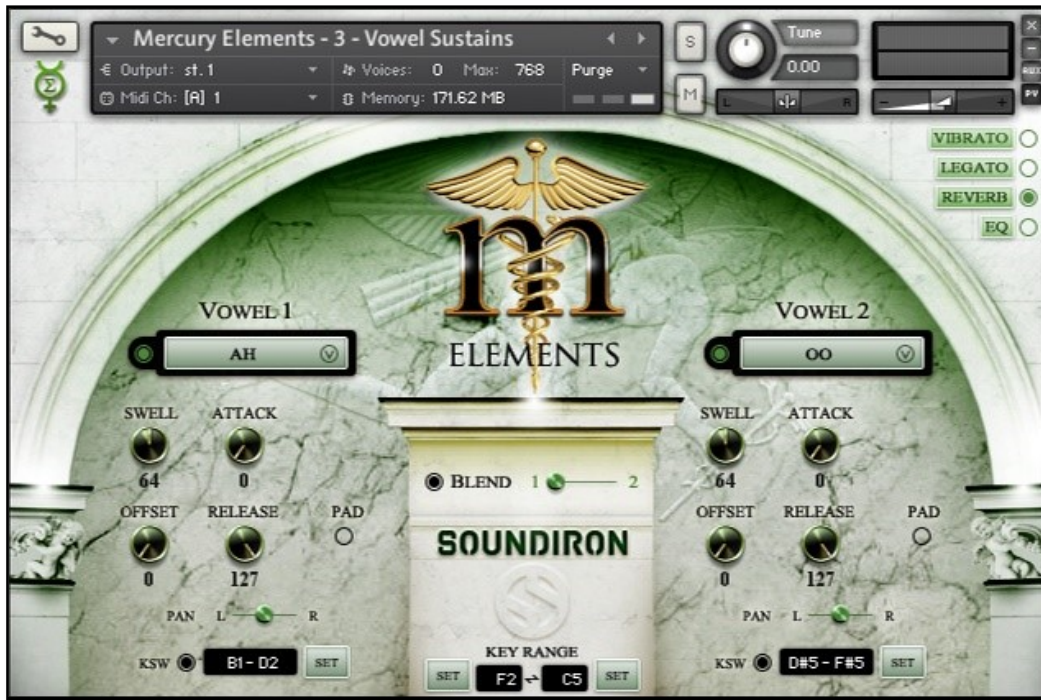 Mercury Elements - 3 - Vowel Sustains
Output: st.1
Voices: 0 Max: 768
Purge
Midi Ch: [A] 1
Memory: 171.62 MB
S
M
Tune
0.00
L
R
-
+
×
-
AUX
PV
VIBRATO
LEGATO
REVERB
EQ
m
ELEMENTS
VOWEL 1
AH
V
SWELL
64
ATTACK
0
OFFSET
0
RELEASE
127
PAD
PAN L R
KSW B1 - D2 SET
BLEND 1 2
SOUNDIRON
KEY RANGE
SET F2 C5 SET
VOWEL 2
OO
V
SWELL
64
ATTACK
0
OFFSET
0
RELEASE
127
PAD
PAN L R
KSW D#5 - F#5 SET